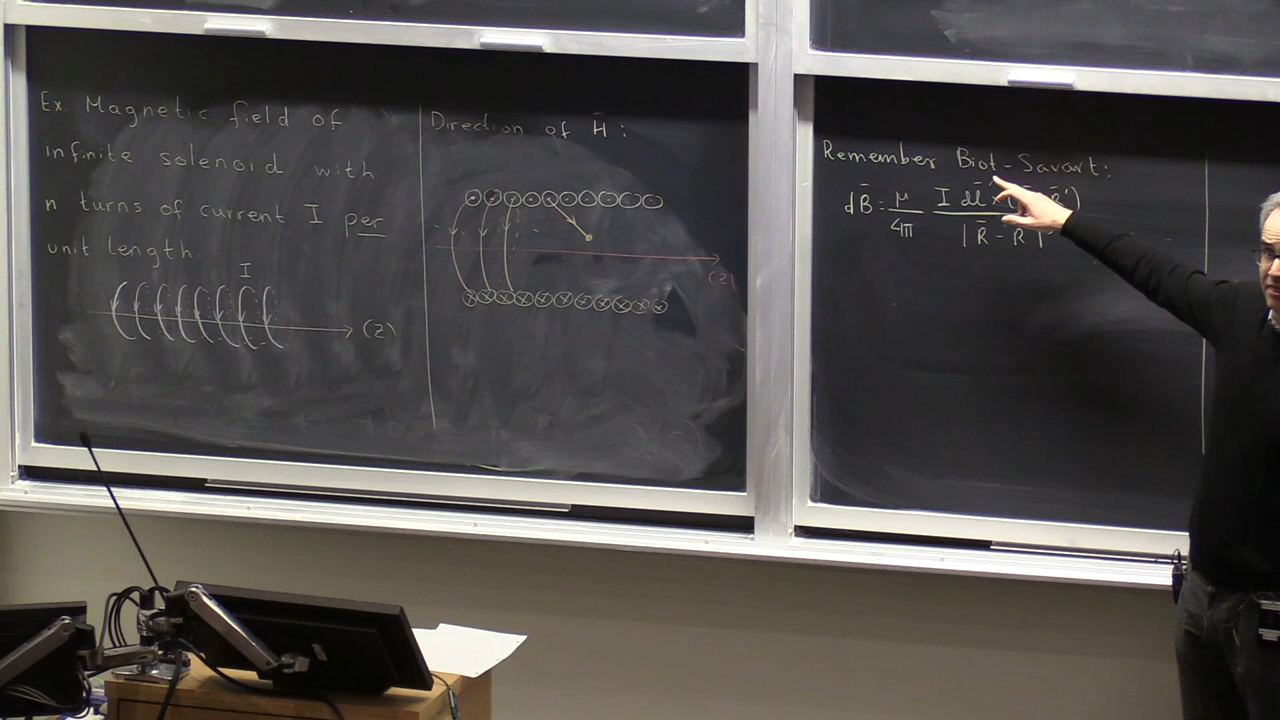 Ex. Magnetic field of
infinite solenoid with
n turns of current I per
unit length.
I
(z)
Direction of H̄ :
(z)
Remember Biot-Savart:
dB̄ = μ I dl̄' × ( R̄')
4π | R̄ - R̄' |